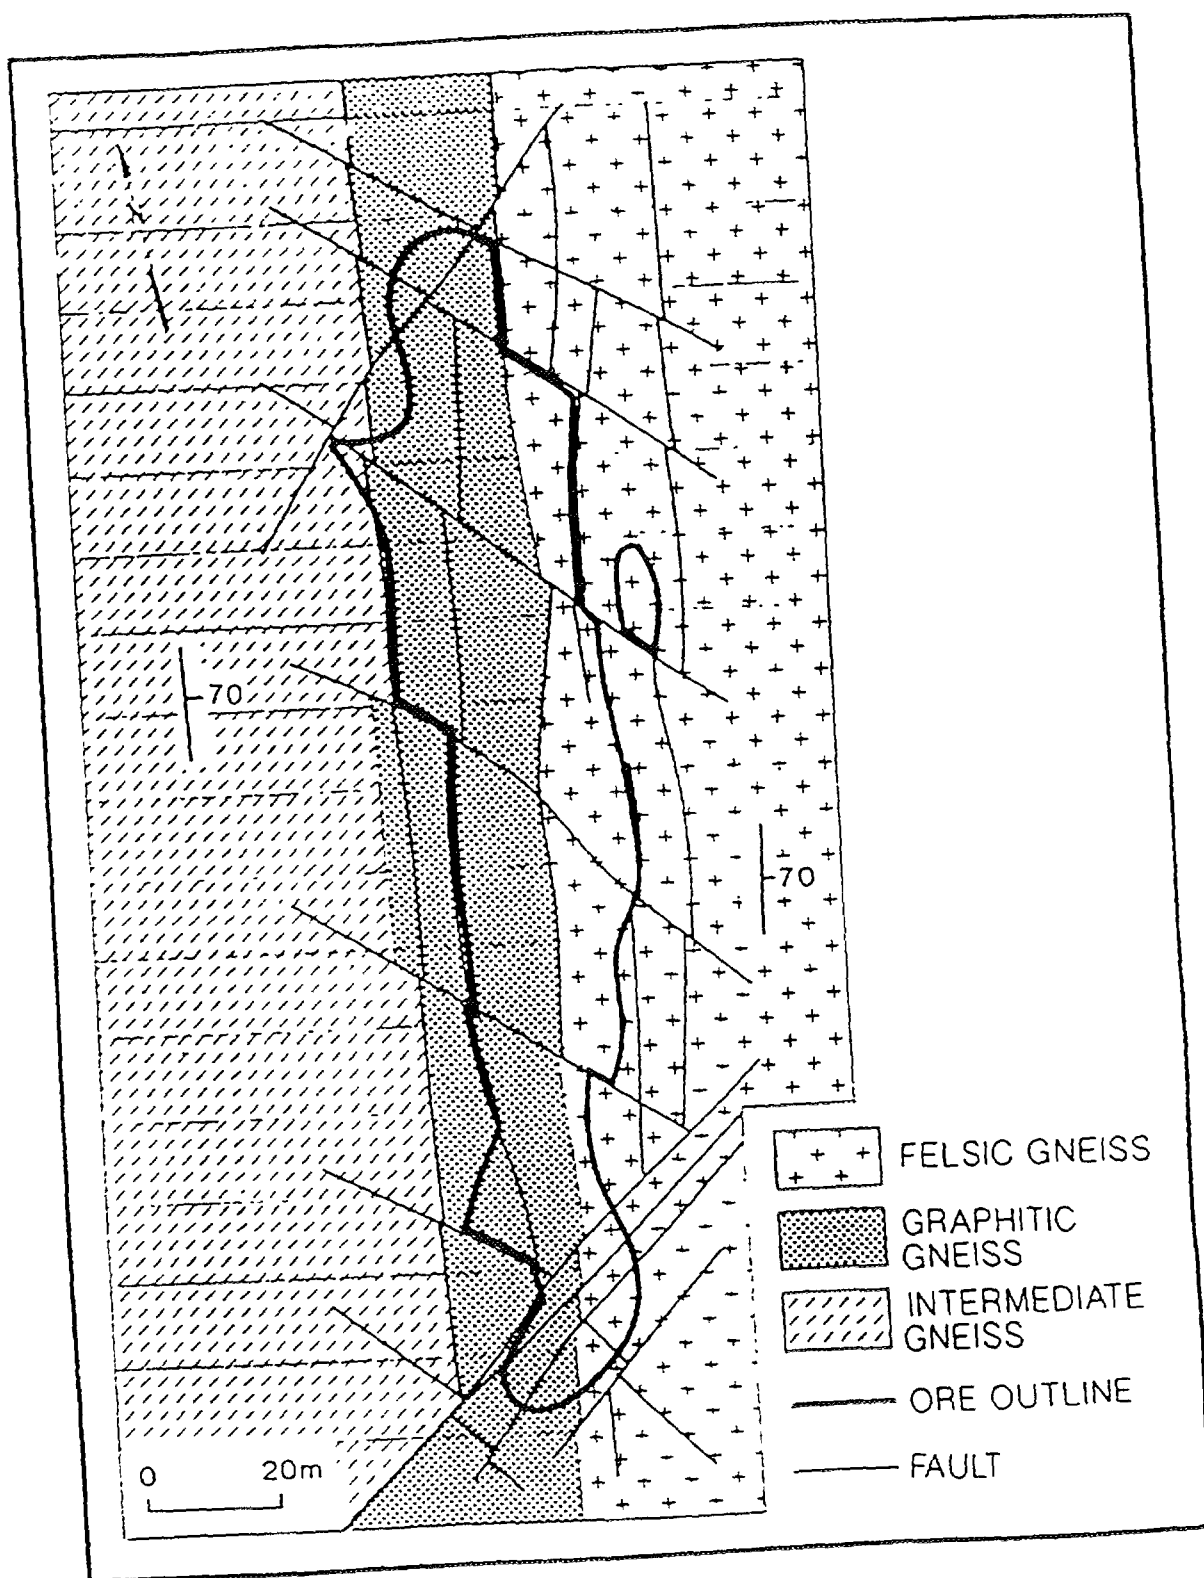 70
70
FELSIC GNEISS
GRAPHITIC
GNEISS
INTERMEDIATE
GNEISS
ORE OUTLINE
FAULT
0 20m